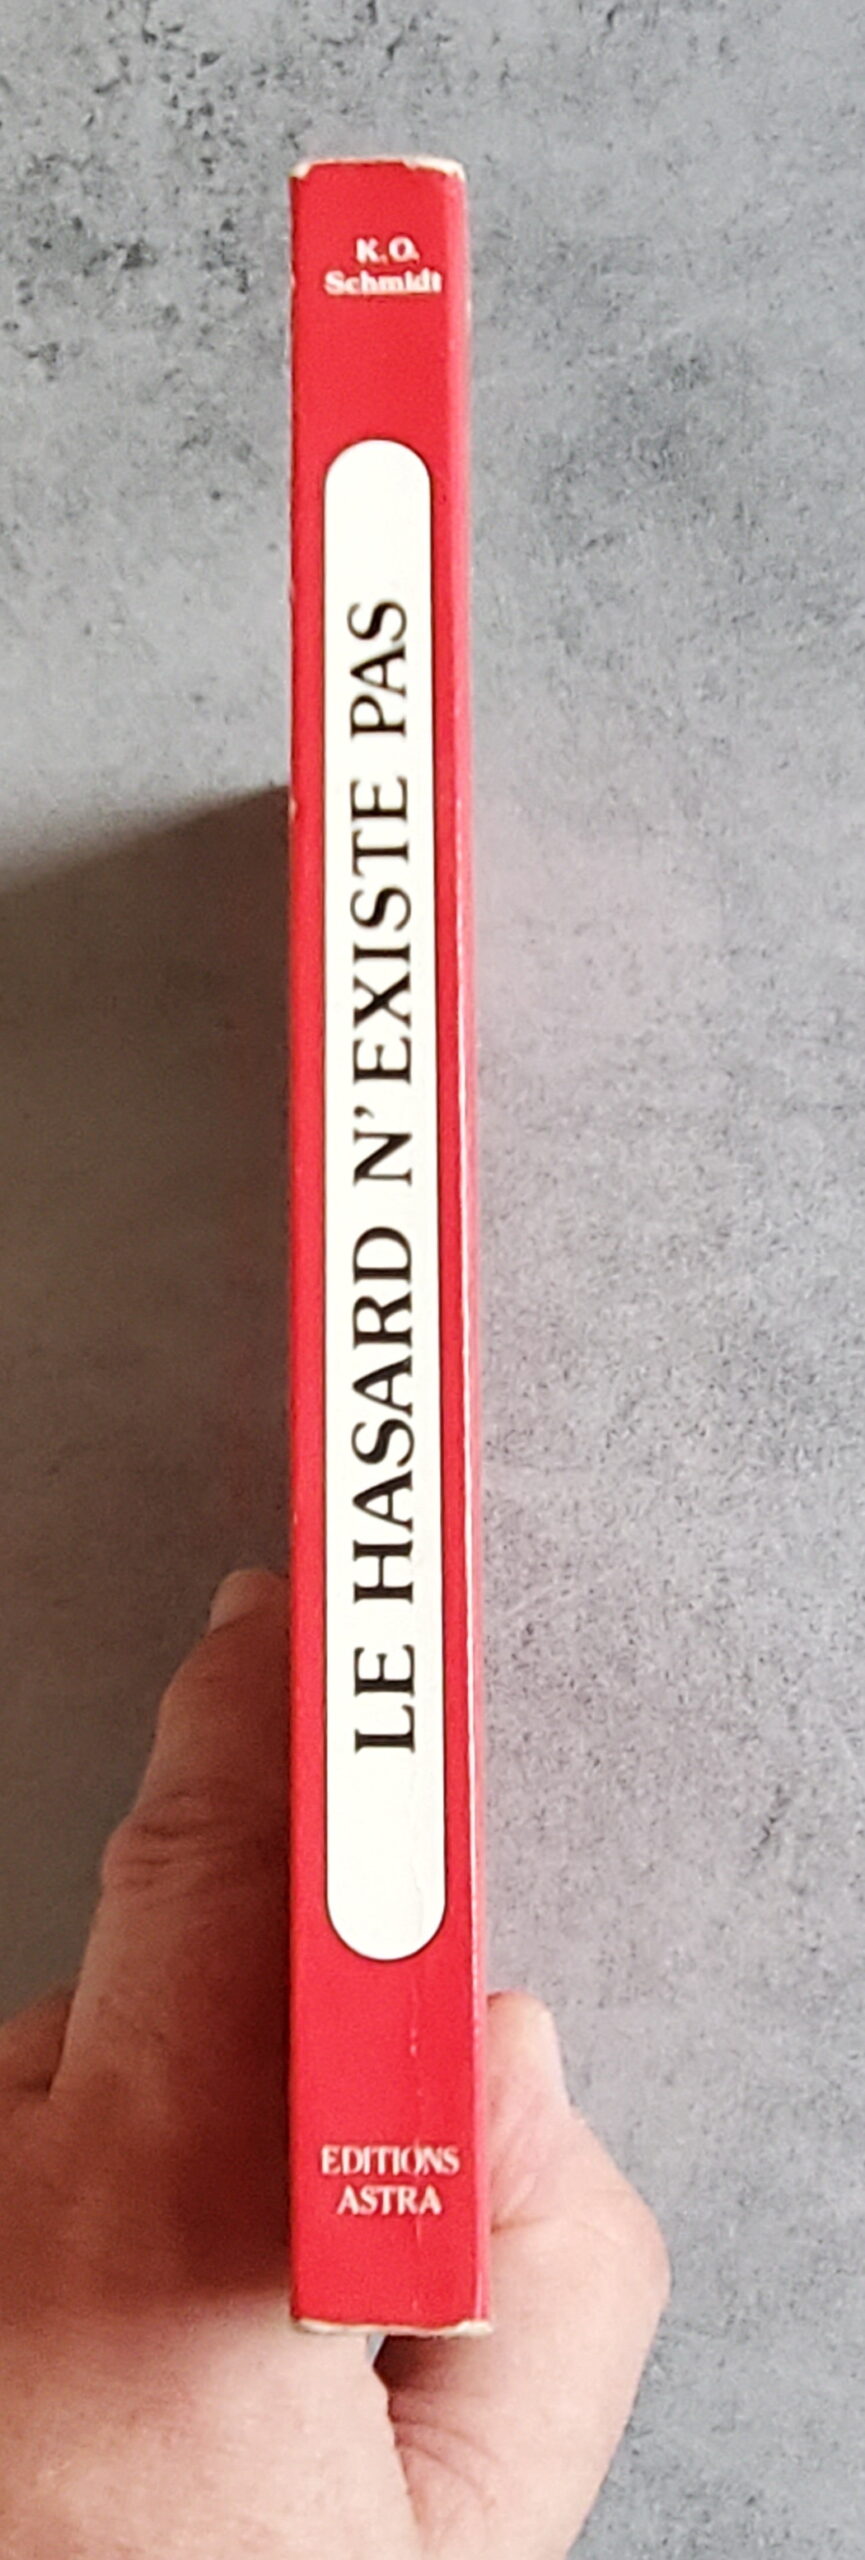 K. O.
Schmidt
LE HASARD N'EXISTE PAS
EDITIONS
ASTRA